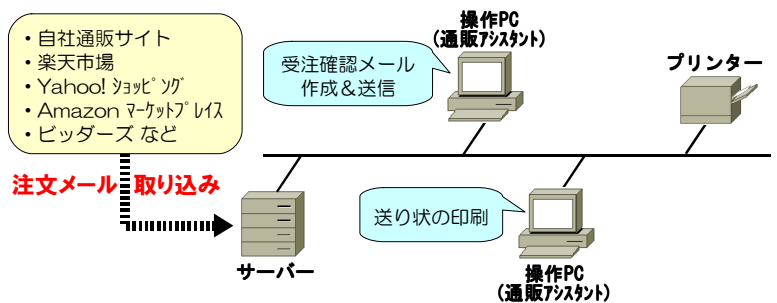 ・自社通販サイト
・楽天市場
・Yahoo! ｼｮｯﾋﾟﾝｸﾞ
・Amazon ﾏｰｹｯﾄﾌﾟﾚｲｽ
・ビッダーズ など
注文メール 取り込み
サーバー
受注確認メール
作成＆送信
操作PC
(通販ｱｼｽﾀﾝﾄ)
プリンター
送り状の印刷
操作PC
(通販ｱｼｽﾀﾝﾄ)